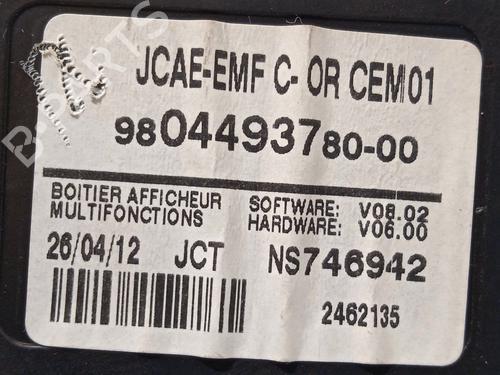 JCAE-EMF C- OR CEM01
9804493780-00
BOITIER AFFICHEUR
MULTIFONCTIONS
SOFTWARE: V08.02
HARDWARE: V06.00
26/04/12 JCT NS746942
2462135
B-PARTS